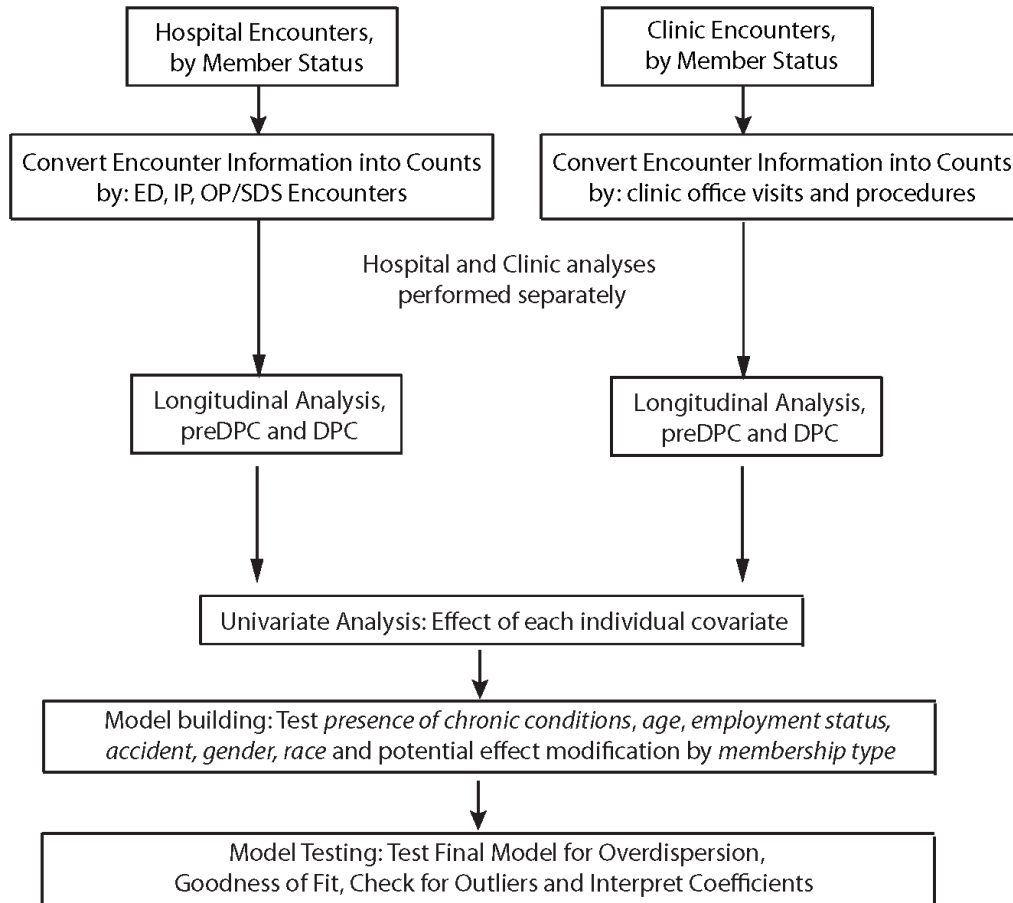 Hospital Encounters,
by Member Status
Clinic Encounters,
by Member Status
Convert Encounter Information into Counts
by: ED, IP, OP/SDS Encounters
Convert Encounter Information into Counts
by: clinic office visits and procedures
Hospital and Clinic analyses
performed separately
Longitudinal Analysis,
preDPC and DPC
Longitudinal Analysis,
preDPC and DPC
Univariate Analysis: Effect of each individual covariate
Model building: Test presence of chronic conditions, age, employment status,
accident, gender, race and potential effect modification by membership type
Model Testing: Test Final Model for Overdispersion,
Goodness of Fit, Check for Outliers and Interpret Coefficients